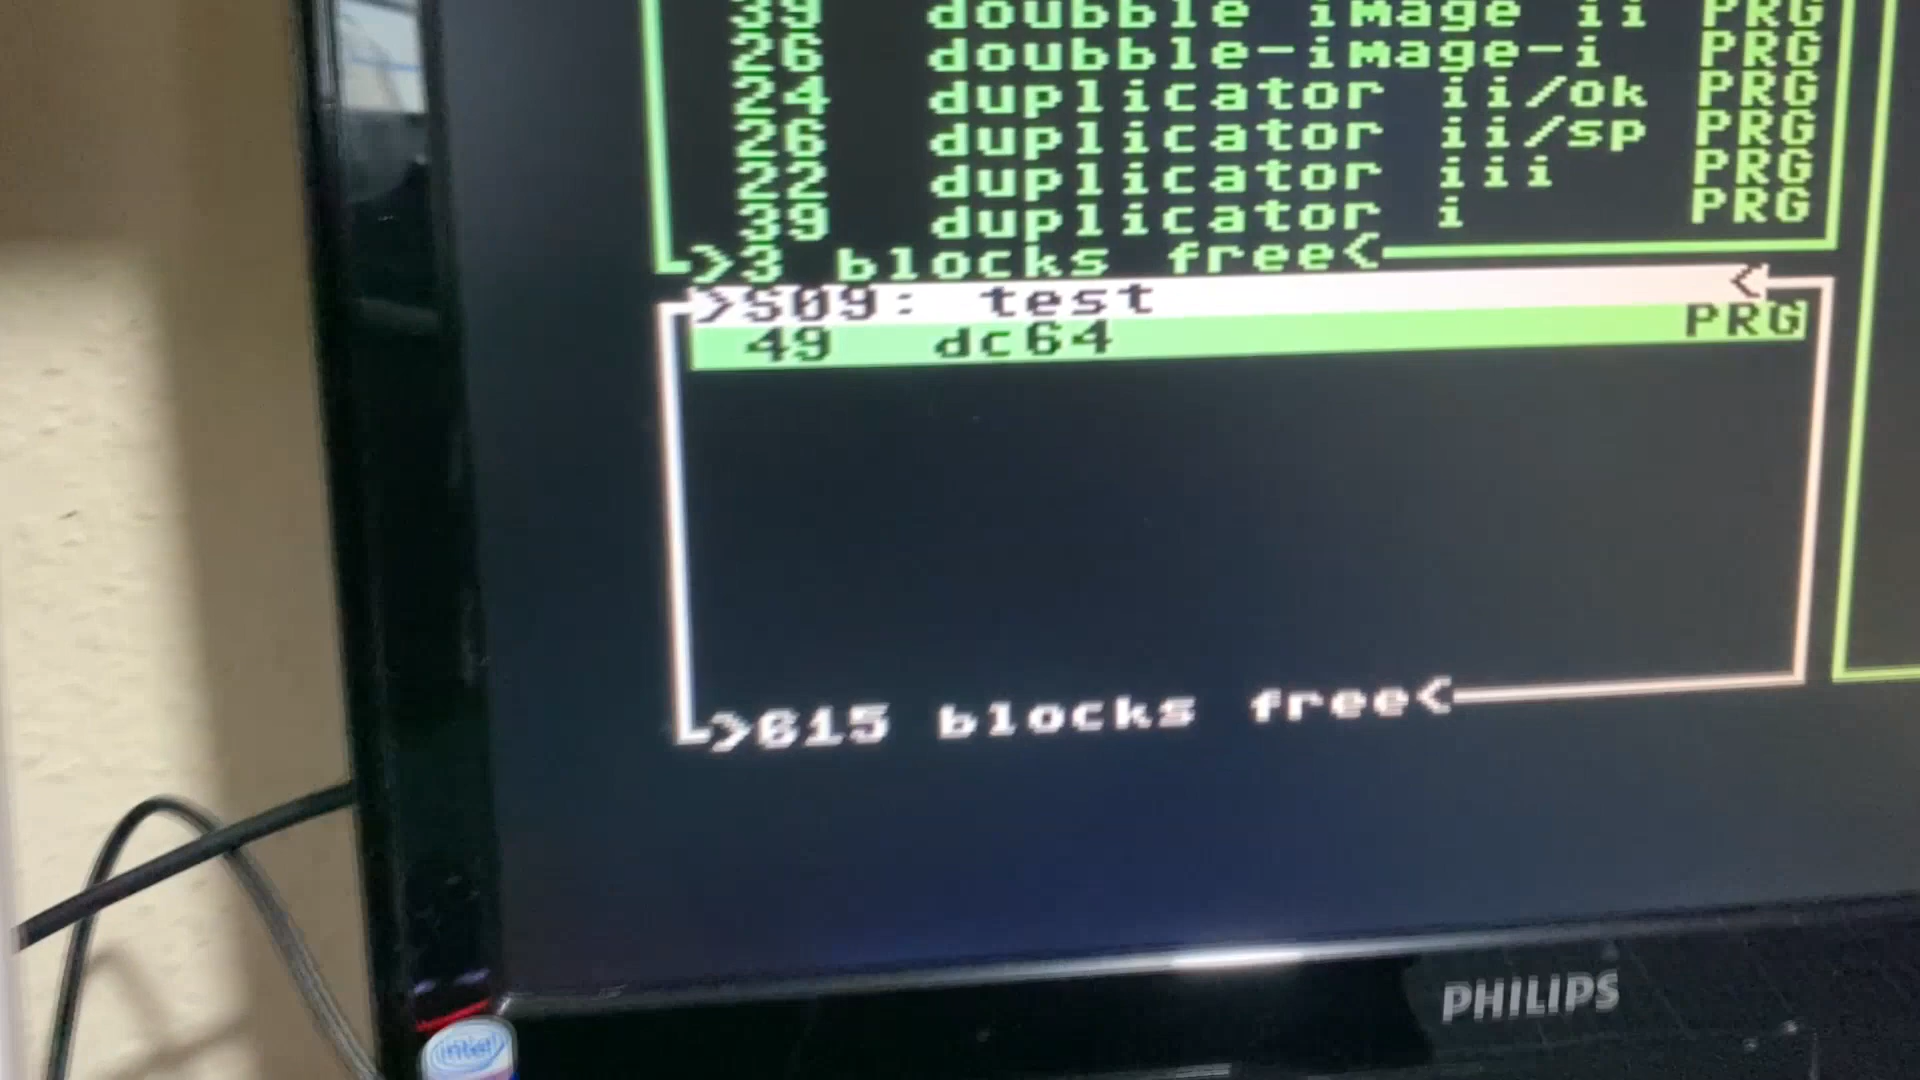 39 doubble image ii PRG
26 doubble-image-i PRG
24 duplicator ii/ok PRG
26 duplicator ii/sp PRG
22 duplicator iii PRG
39 duplicator i PRG
>3 blocks free<
>S09: test <
49 dc64 PRG
>615 blocks free<
PHILIPS
intel